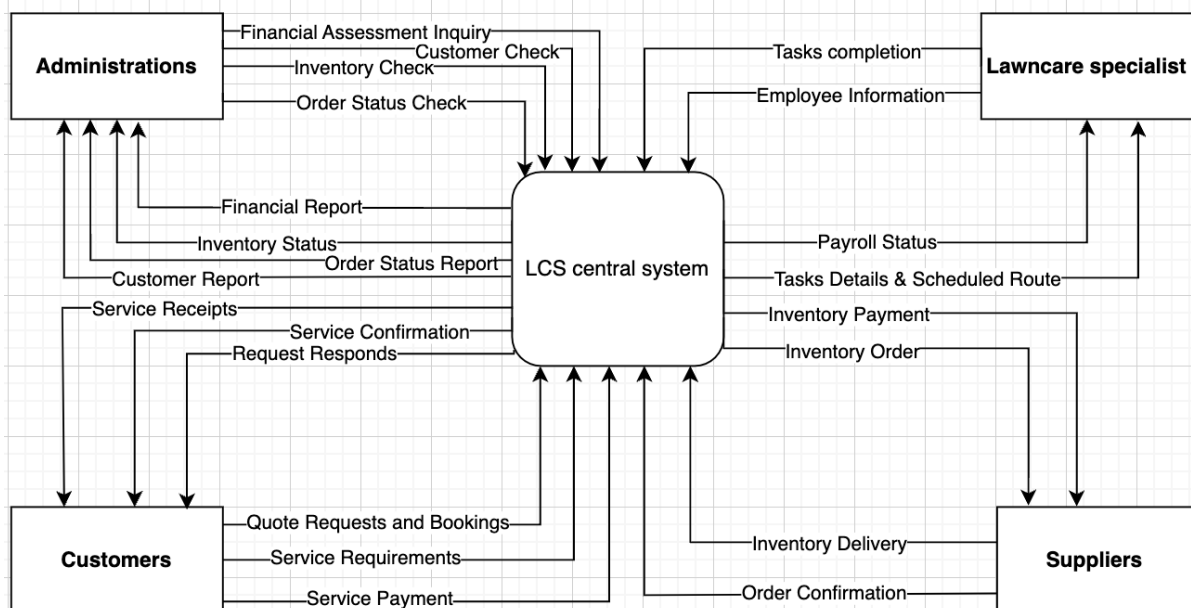 Financial Assessment Inquiry
Customer Check
Administrations
Inventory Check
Order Status Check
Tasks completion
Lawncare specialist
Employee Information
Financial Report
Inventory Status
Order Status Report
Customer Report
LCS central system
Payroll Status
Tasks Details & Scheduled Route
Service Receipts
Service Confirmation
Request Responds
Inventory Payment
Inventory Order
Quote Requests and Bookings
Customers
Service Requirements
Service Payment
Inventory Delivery
Suppliers
Order Confirmation